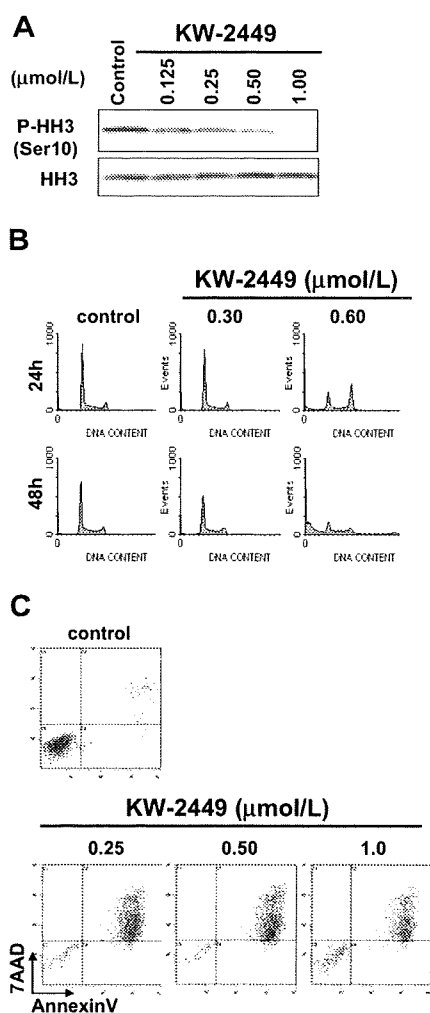 A
KW-2449
(μmol/L)
Control
0.125
0.25
0.50
1.00
P-HH3
(Ser10)
HH3
B
KW-2449 (μmol/L)
control
0.30
0.60
24h
1000
0
DNA CONTENT
1000
Events
0
DNA CONTENT
1000
Events
0
DNA CONTENT
48h
1000
0
DNA CONTENT
1000
Events
0
DNA CONTENT
1000
Events
0
DNA CONTENT
C
control
KW-2449 (μmol/L)
0.25
0.50
1.0
7AAD
AnnexinV